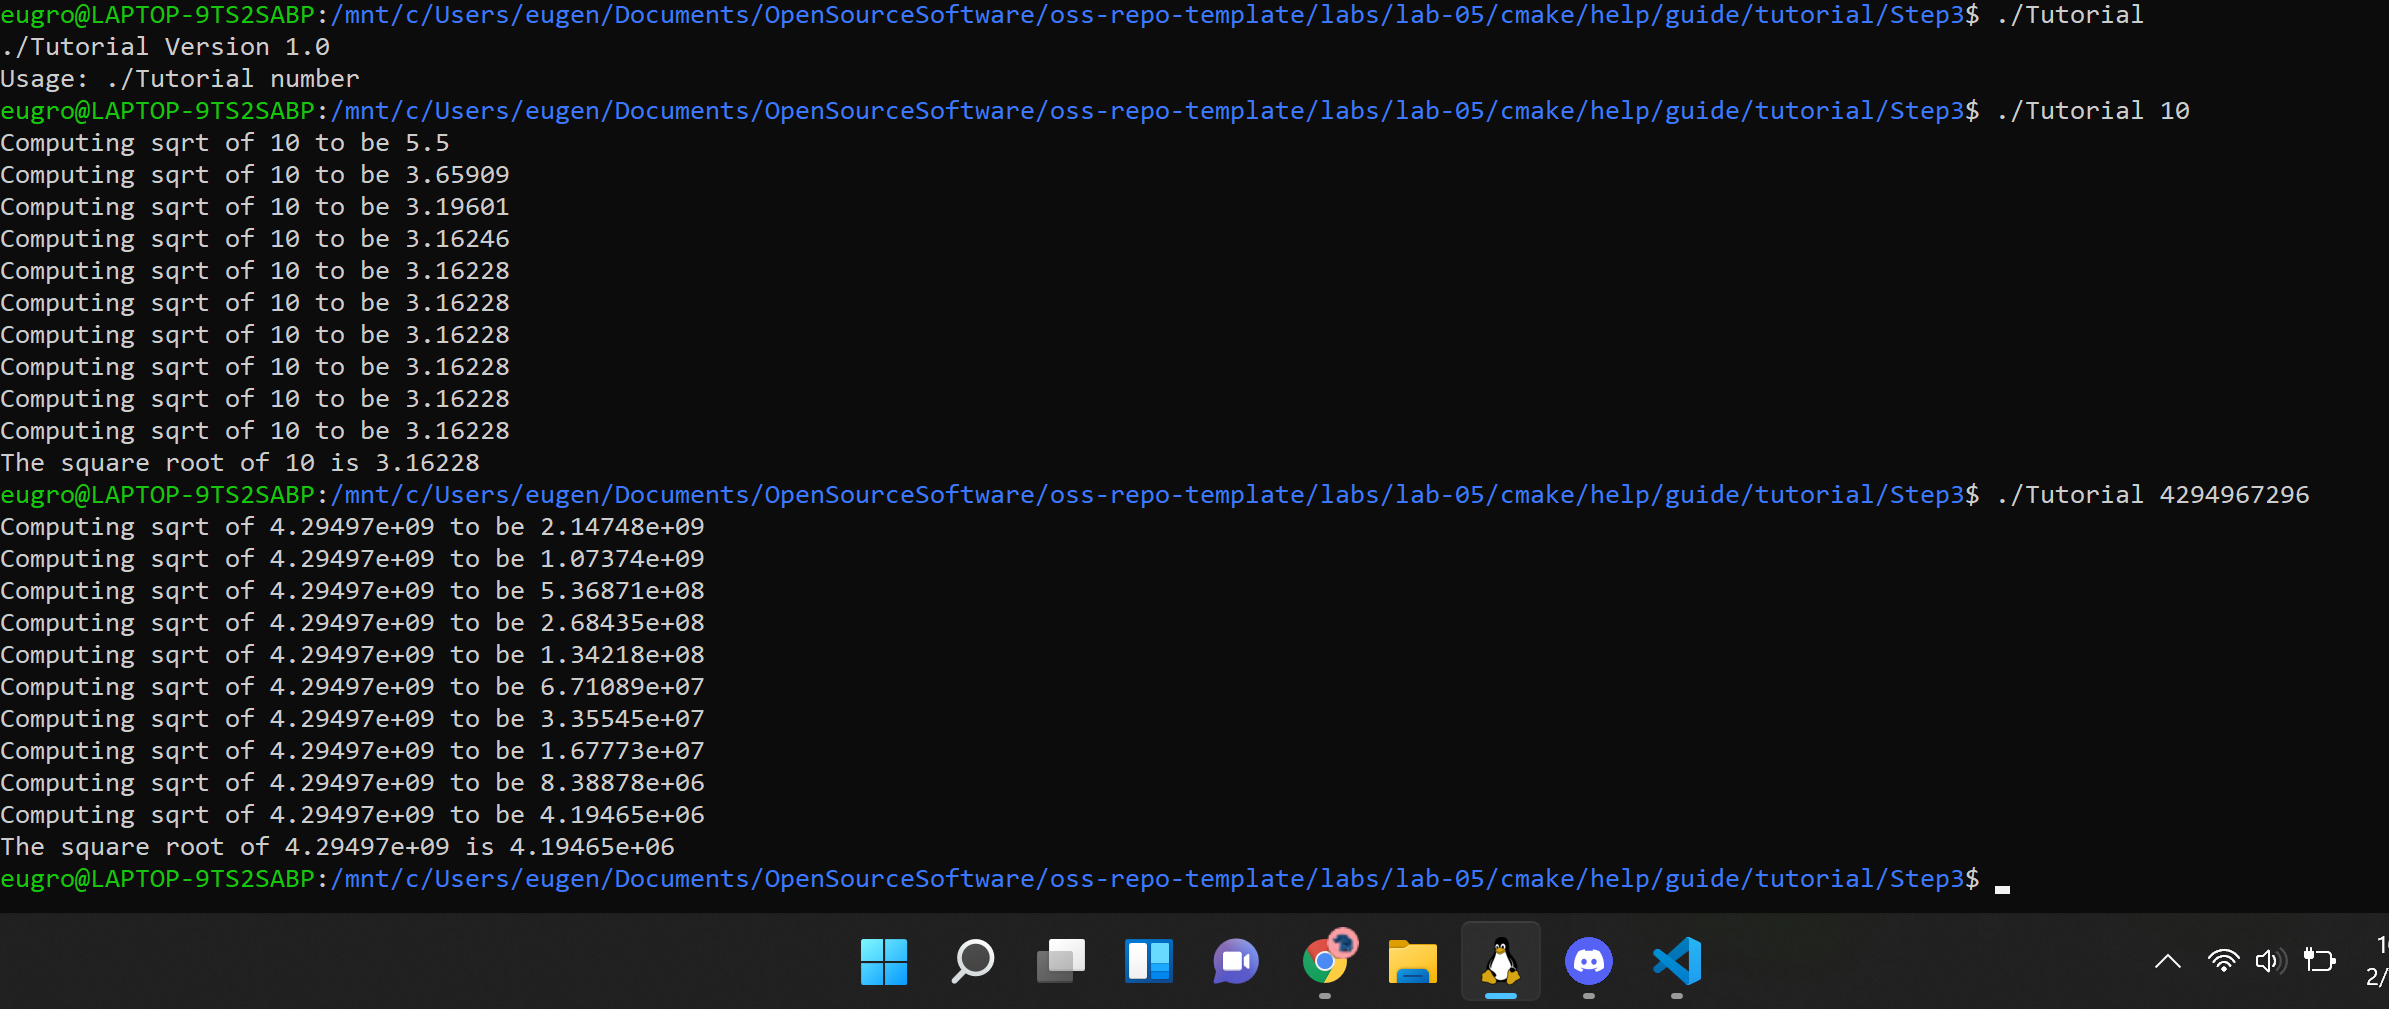 eugro@LAPTOP-9TS2SABP:/mnt/c/Users/eugen/Documents/OpenSourceSoftware/oss-repo-template/labs/lab-05/cmake/help/guide/tutorial/Step3$ ./Tutorial
./Tutorial Version 1.0
Usage: ./Tutorial number
eugro@LAPTOP-9TS2SABP:/mnt/c/Users/eugen/Documents/OpenSourceSoftware/oss-repo-template/labs/lab-05/cmake/help/guide/tutorial/Step3$ ./Tutorial 10
Computing sqrt of 10 to be 5.5
Computing sqrt of 10 to be 3.65909
Computing sqrt of 10 to be 3.19601
Computing sqrt of 10 to be 3.16246
Computing sqrt of 10 to be 3.16228
Computing sqrt of 10 to be 3.16228
Computing sqrt of 10 to be 3.16228
Computing sqrt of 10 to be 3.16228
Computing sqrt of 10 to be 3.16228
Computing sqrt of 10 to be 3.16228
The square root of 10 is 3.16228
eugro@LAPTOP-9TS2SABP:/mnt/c/Users/eugen/Documents/OpenSourceSoftware/oss-repo-template/labs/lab-05/cmake/help/guide/tutorial/Step3$ ./Tutorial 4294967296
Computing sqrt of 4.29497e+09 to be 2.14748e+09
Computing sqrt of 4.29497e+09 to be 1.07374e+09
Computing sqrt of 4.29497e+09 to be 5.36871e+08
Computing sqrt of 4.29497e+09 to be 2.68435e+08
Computing sqrt of 4.29497e+09 to be 1.34218e+08
Computing sqrt of 4.29497e+09 to be 6.71089e+07
Computing sqrt of 4.29497e+09 to be 3.35545e+07
Computing sqrt of 4.29497e+09 to be 1.67773e+07
Computing sqrt of 4.29497e+09 to be 8.38878e+06
Computing sqrt of 4.29497e+09 to be 4.19465e+06
The square root of 4.29497e+09 is 4.19465e+06
eugro@LAPTOP-9TS2SABP:/mnt/c/Users/eugen/Documents/OpenSourceSoftware/oss-repo-template/labs/lab-05/cmake/help/guide/tutorial/Step3$
2/